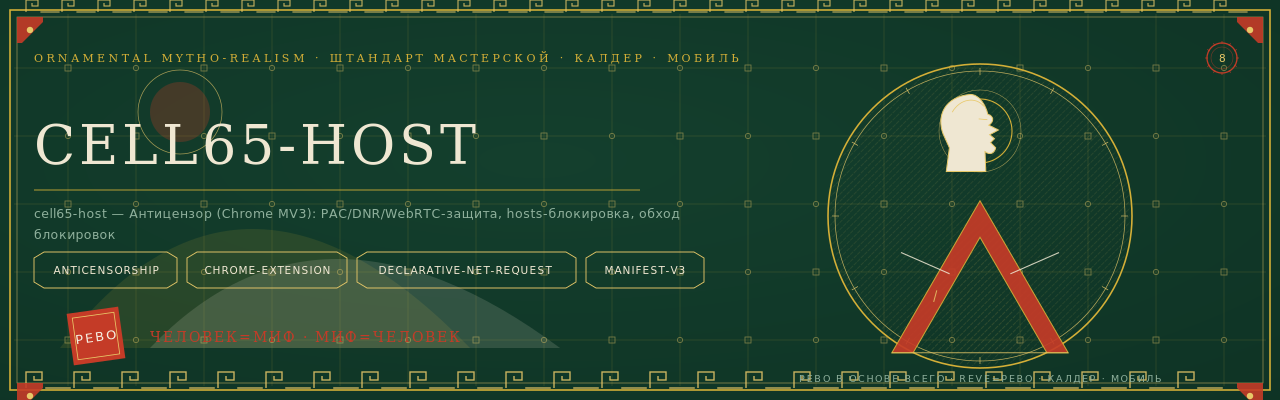 ORNAMENTAL MYTHO-REALISM · ШТАНДАРТ МАСТЕРСКОЙ · КАЛДЕР · МОБИЛЬ
8
CELL65-HOST
cell65-host — Антицензор (Chrome MV3): PAC/DNR/WebRTC-защита, hosts-блокировка, обход
блокировок
ANTICENSORSHIP
CHROME-EXTENSION
DECLARATIVE-NET-REQUEST
MANIFEST-V3
РЕВО
ЧЕЛОВЕК=МИФ · МИФ=ЧЕЛОВЕК
РЕВО В ОСНОВЕ ВСЕГО · REVE▸РЕВО · КАЛДЕР · МОБИЛЬ